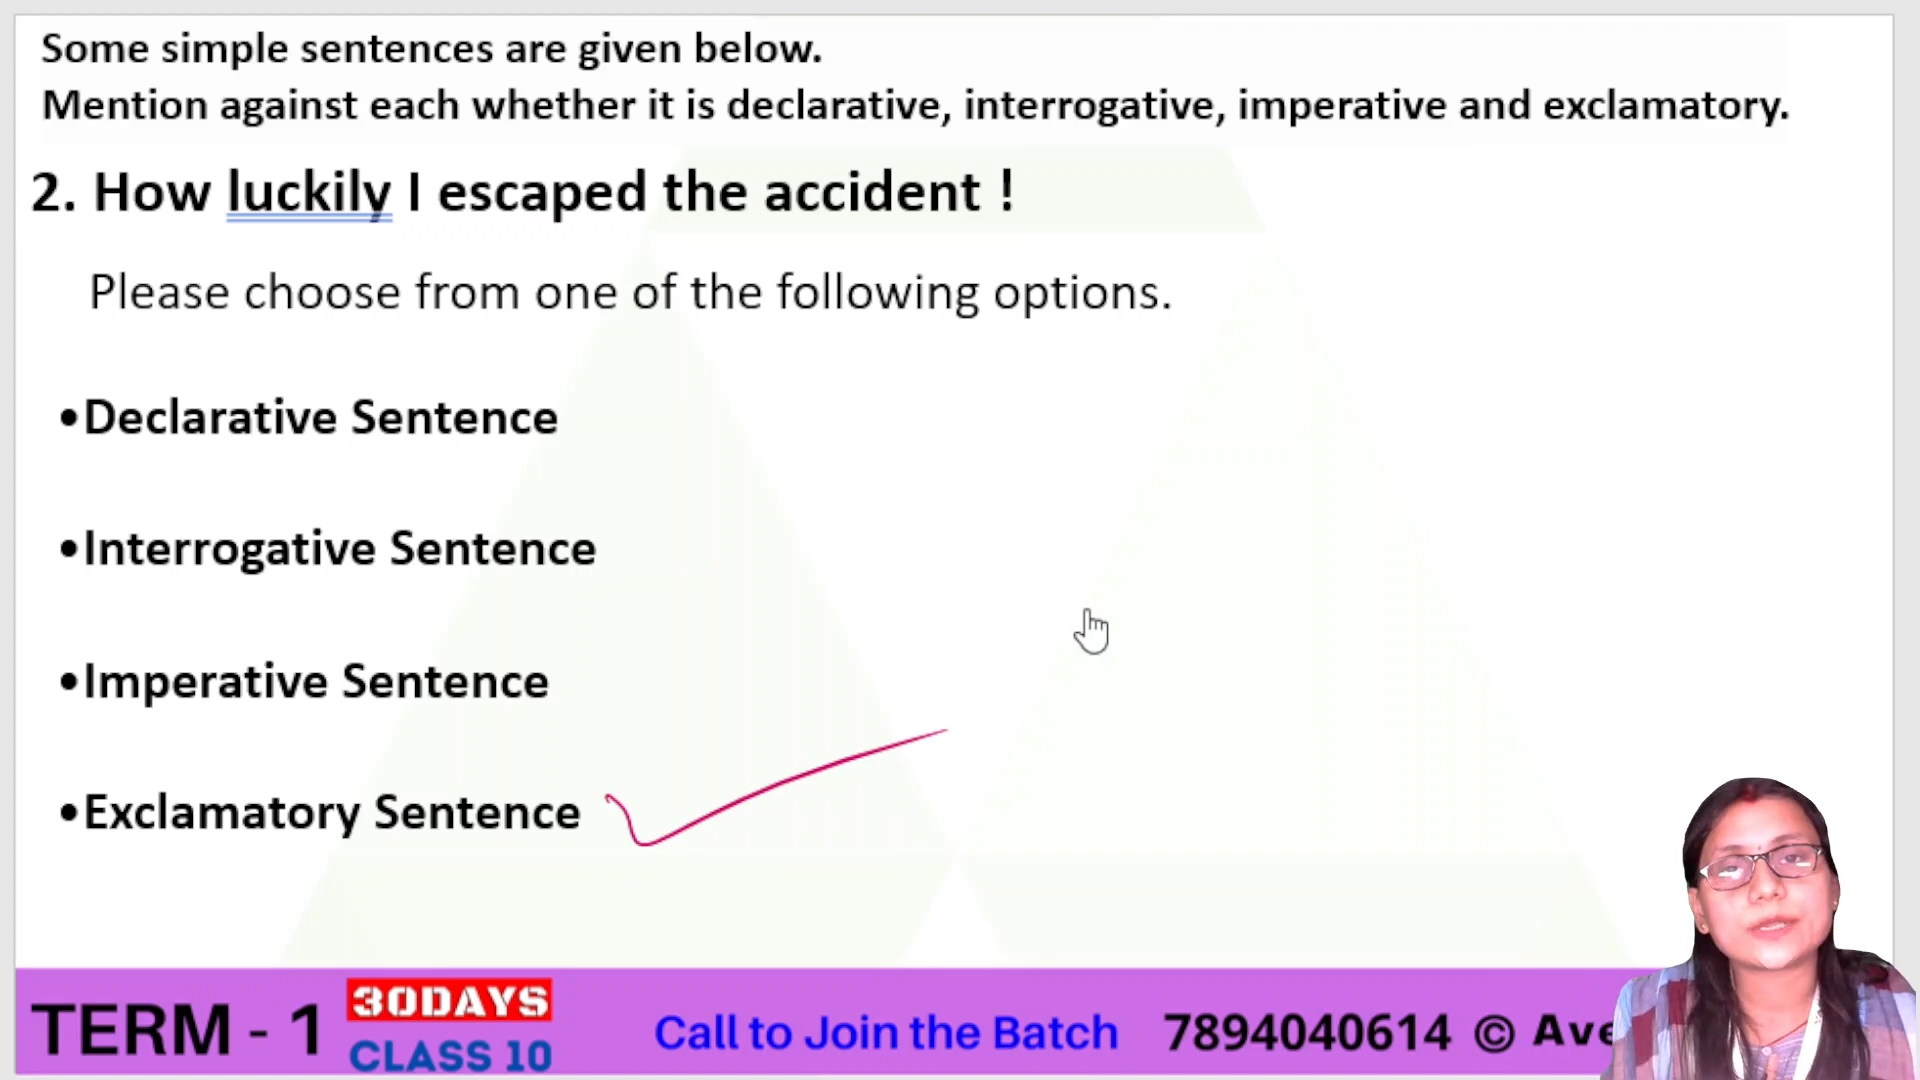 Some simple sentences are given below.
Mention against each whether it is declarative, interrogative, imperative and exclamatory.
2. How luckily I escaped the accident !
Please choose from one of the following options.
•Declarative Sentence
•Interrogative Sentence
•Imperative Sentence
•Exclamatory Sentence
TERM - 1 30DAYS CLASS 10 Call to Join the Batch 7894040614 ©